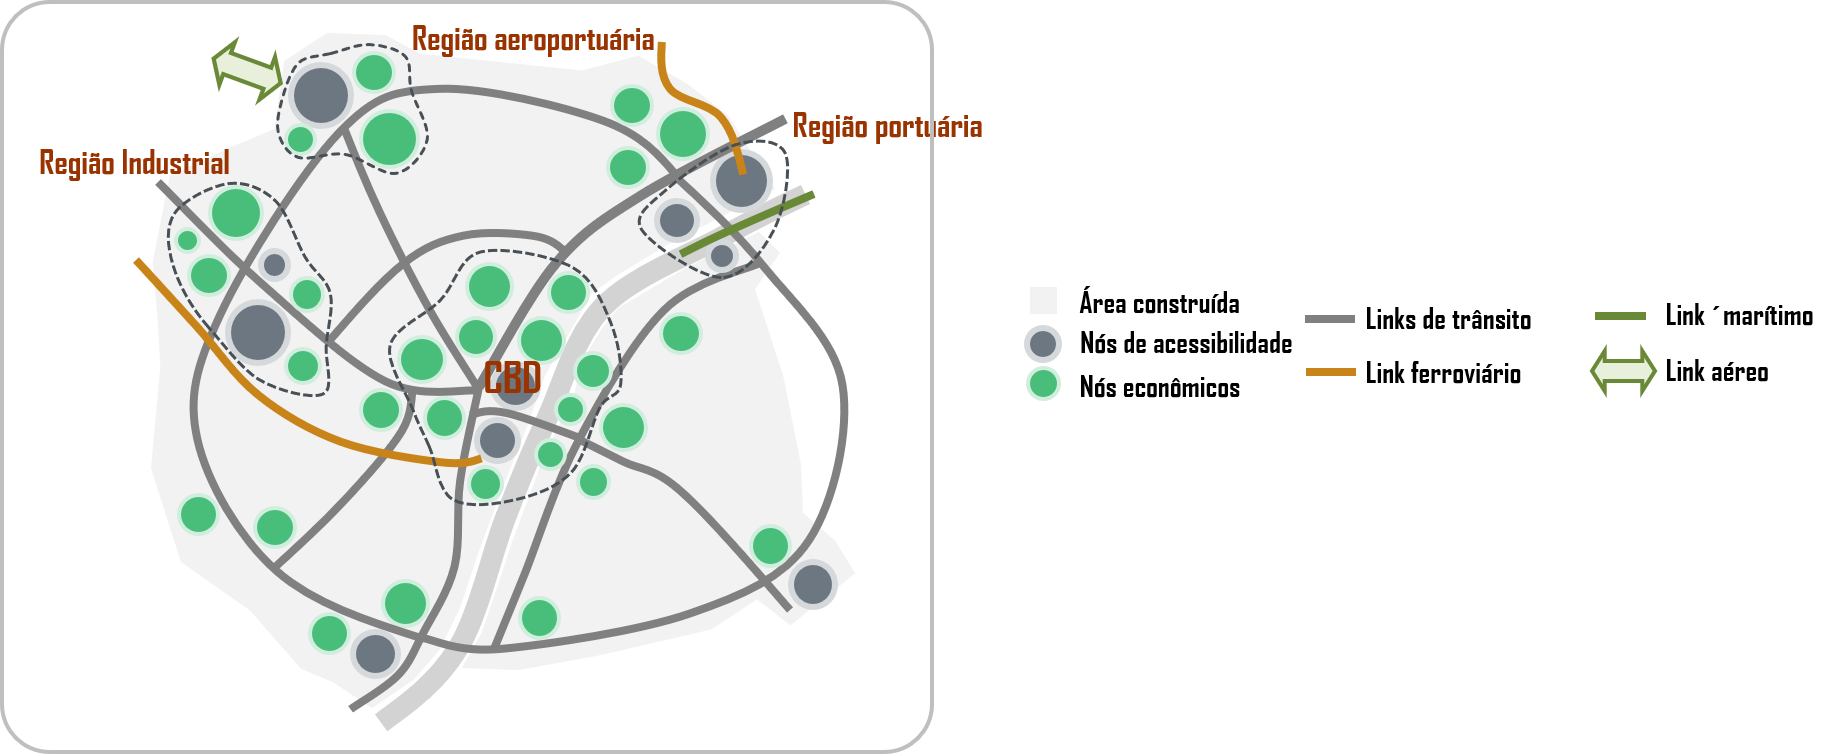 Região aeroportuária
Região portuária
Região Industrial
CBD
Área construída
Nós de acessibilidade
Nós econômicos
Links de trânsito
Link ferroviário
Link ´marítimo
Link aéreo